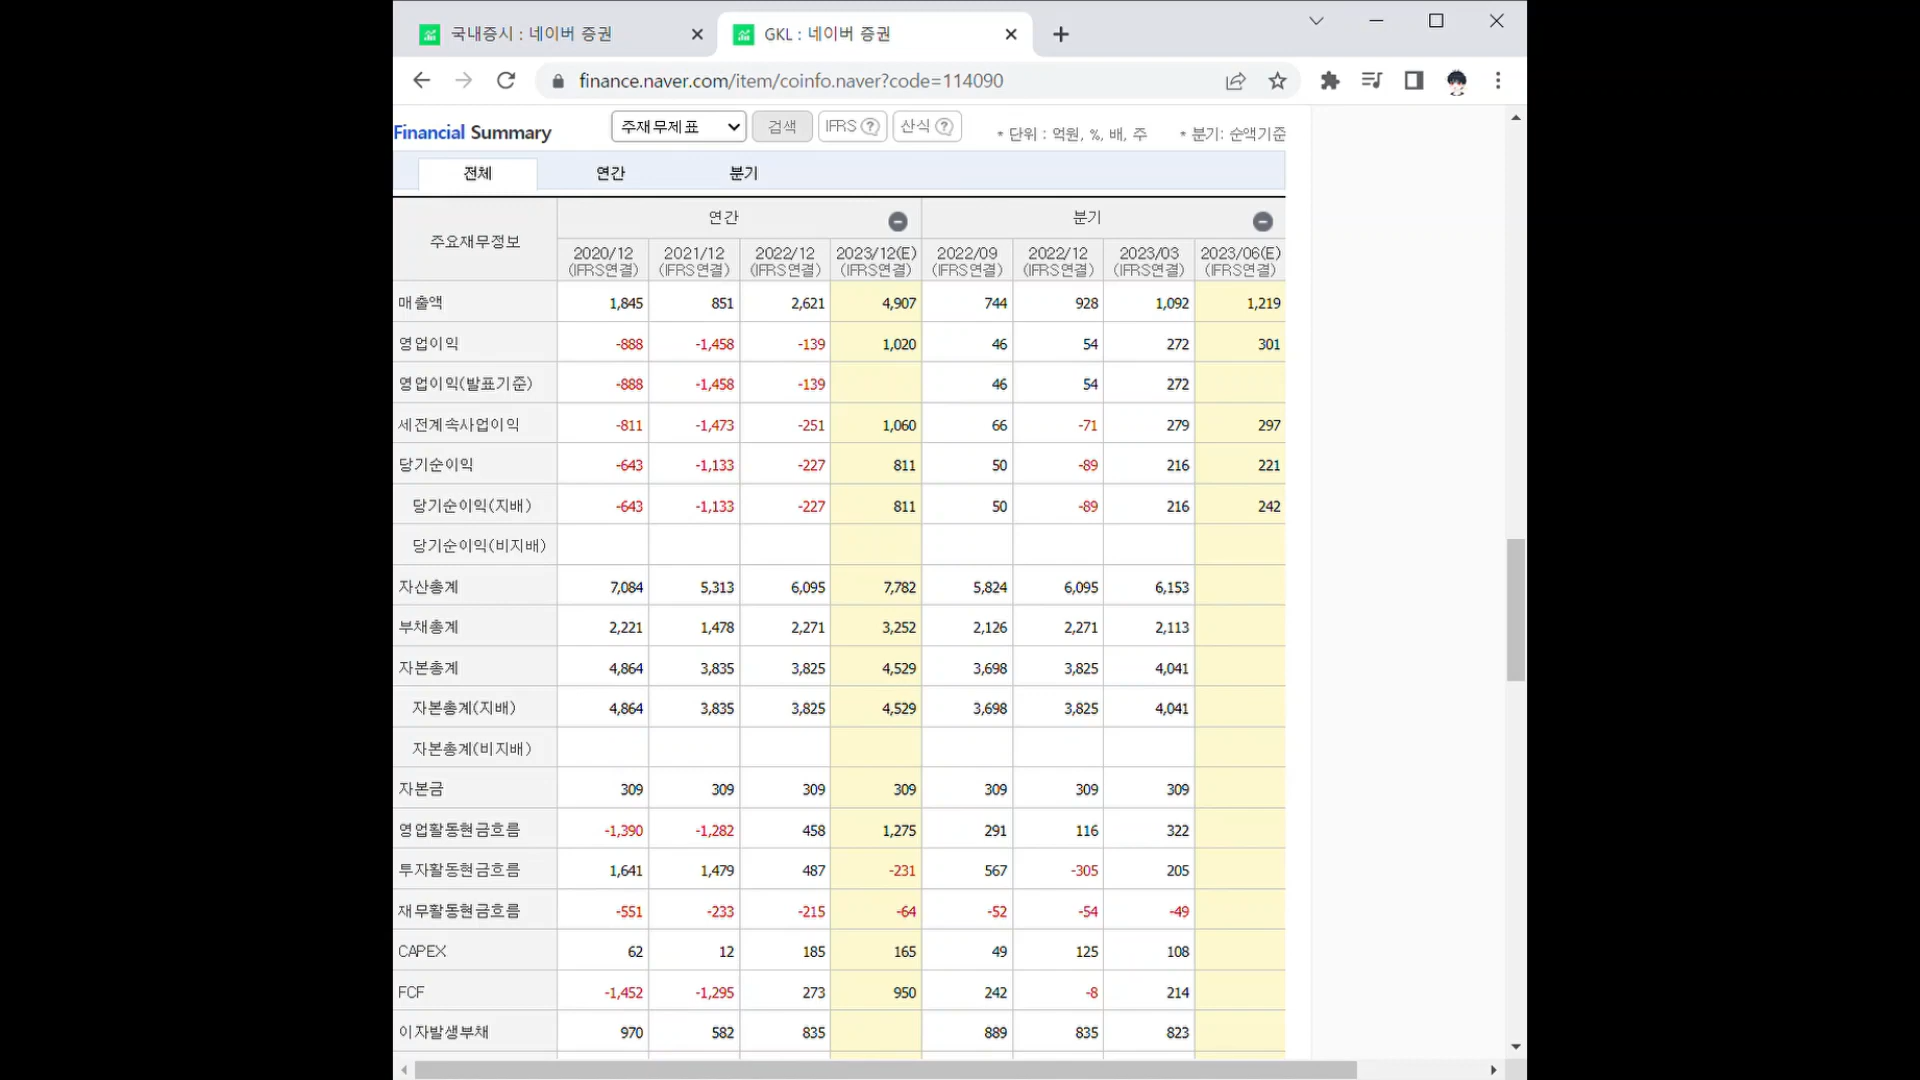 국내증시 : 네이버 증권
GKL : 네이버 증권
finance.naver.com/item/coinfo.naver?code=114090
Financial Summary
주재무제표
검색
IFRS ?
산식 ?
* 단위 : 억원, %, 배, 주
* 분기: 순액기준
전체 연간 분기
주요재무정보 연간 분기
2020/12 2021/12 2022/12 2023/12(E) 2022/09 2022/12 2023/03 2023/06(E)
(IFRS연결) (IFRS연결) (IFRS연결) (IFRS연결) (IFRS연결) (IFRS연결) (IFRS연결) (IFRS연결)
매출액 1,845 851 2,621 4,907 744 928 1,092 1,219
영업이익 -888 -1,458 -139 1,020 46 54 272 301
영업이익(발표기준) -888 -1,458 -139 46 54 272
세전계속사업이익 -811 -1,473 -251 1,060 66 -71 279 297
당기순이익 -643 -1,133 -227 811 50 -89 216 221
당기순이익(지배) -643 -1,133 -227 811 50 -89 216 242
당기순이익(비지배)
자산총계 7,084 5,313 6,095 7,782 5,824 6,095 6,153
부채총계 2,221 1,478 2,271 3,252 2,126 2,271 2,113
자본총계 4,864 3,835 3,825 4,529 3,698 3,825 4,041
자본총계(지배) 4,864 3,835 3,825 4,529 3,698 3,825 4,041
자본총계(비지배)
자본금 309 309 309 309 309 309 309
영업활동현금흐름 -1,390 -1,282 458 1,275 291 116 322
투자활동현금흐름 1,641 1,479 487 -231 567 -305 205
재무활동현금흐름 -551 -233 -215 -64 -52 -54 -49
CAPEX 62 12 185 165 49 125 108
FCF -1,452 -1,295 273 950 242 -8 214
이자발생부채 970 582 835 889 835 823